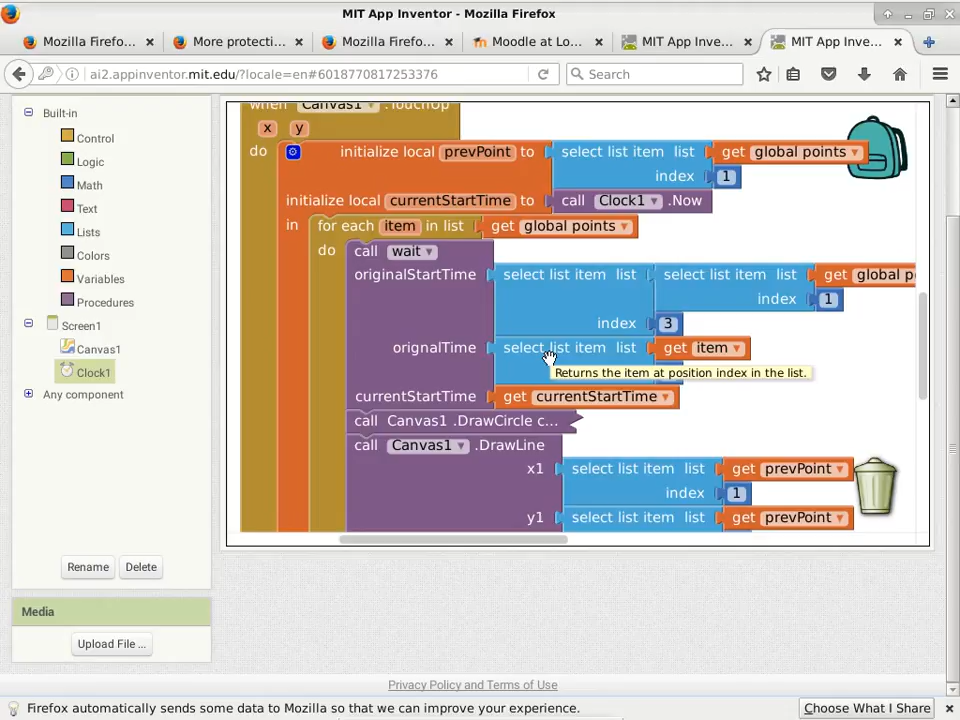 MIT App Inventor - Mozilla Firefox
Mozilla Firefo... × More protecti... × Mozilla Firefo... × Moodle at Lo... × MIT App Inve... × MIT App Inve... ×
ai2.appinventor.mit.edu/?locale=en#6018770817253376 Search
Built-in
Control
Logic
Math
Text
Lists
Colors
Variables
Procedures
Screen1
Canvas1
Clock1
Any component
Rename Delete
Media
Upload File ...
when Canvas1 .TouchUp
x y
do initialize local prevPoint to select list item list get global points
index 1
initialize local currentStartTime to call Clock1 .Now
in for each item in list get global points
do call wait
originalStartTime select list item list select list item list get global p
index 1
index 3
orignalTime select list item list get item
Returns the item at position index in the list.
currentStartTime get currentStartTime
call Canvas1 .DrawCircle c...
call Canvas1 .DrawLine
x1 select list item list get prevPoint
index 1
y1 select list item list get prevPoint
Privacy Policy and Terms of Use
Firefox automatically sends some data to Mozilla so that we can improve your experience. Choose What I Share ×